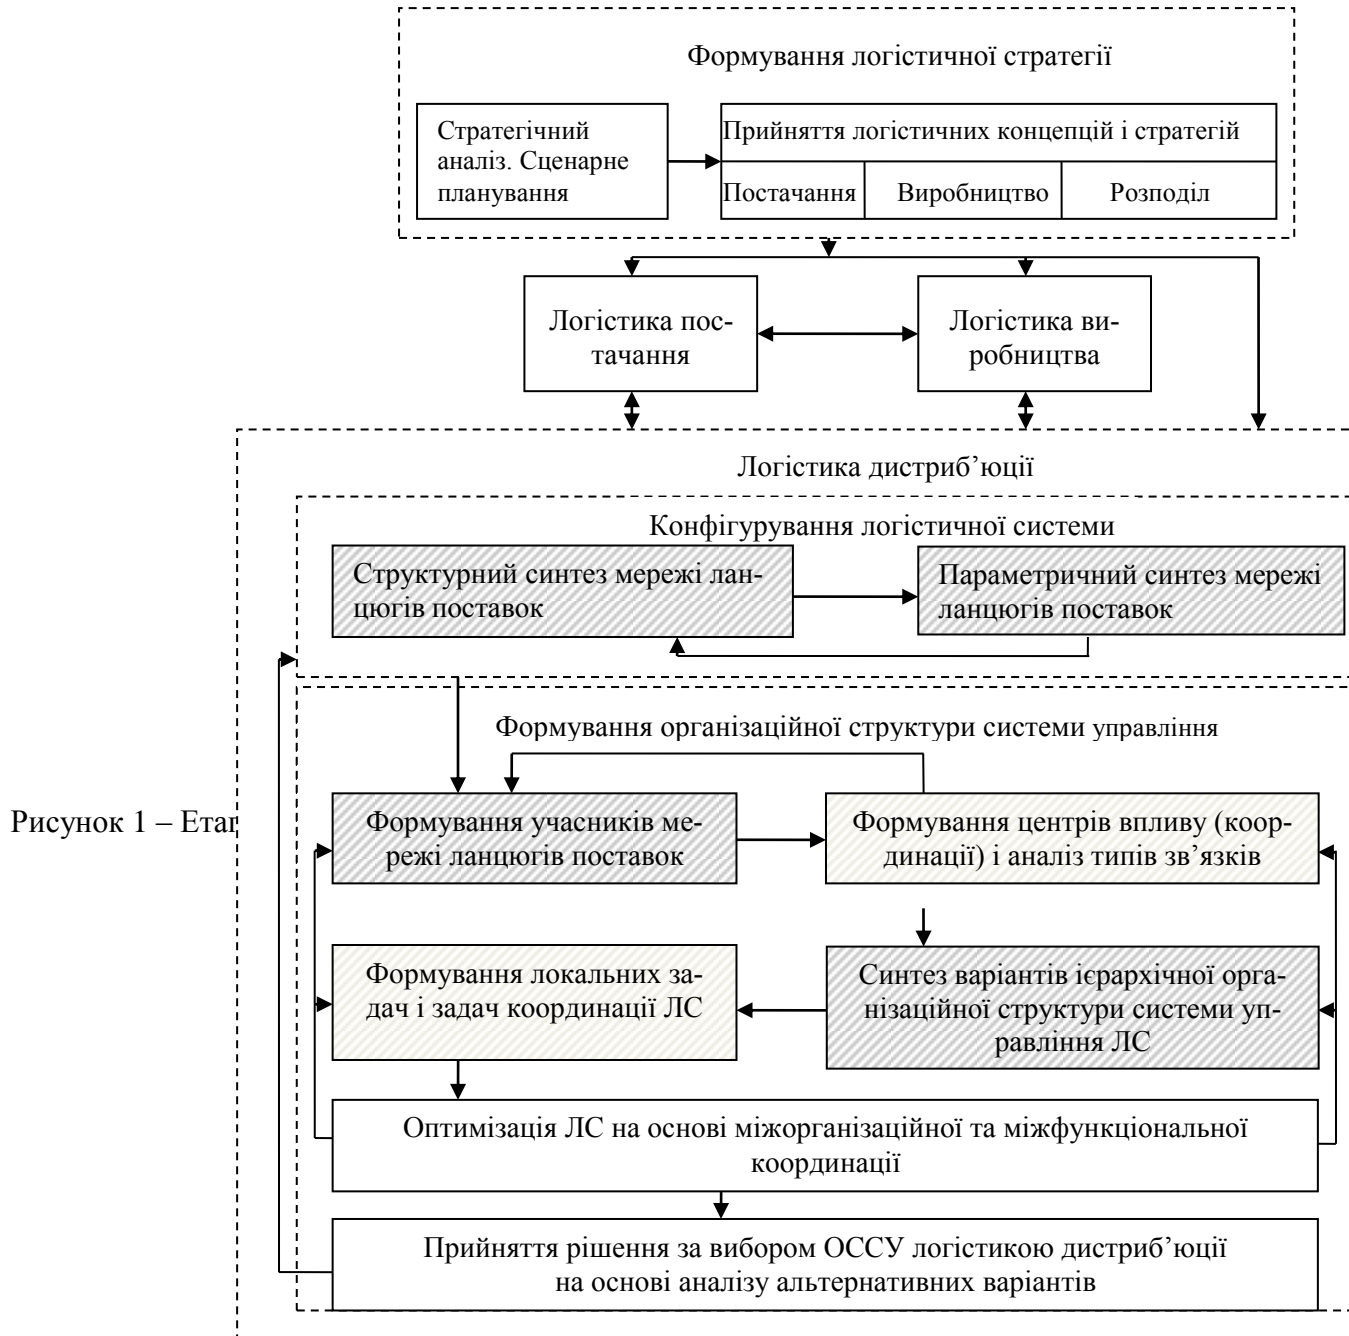 Формування логістичної стратегії
Стратегічний
аналіз. Сценарне
планування
Прийняття логістичних концепцій і стратегій
Постачання
Виробництво
Розподіл
Логістика пос-
тачання
Логістика ви-
робництва
Логістика дистриб’юції
Конфігурування логістичної системи
Структурний синтез мережі лан-
цюгів поставок
Параметричний синтез мережі
ланцюгів поставок
Формування організаційної структури системи управління
Рисунок 1 – Етап
Формування учасників ме-
режі ланцюгів поставок
Формування центрів впливу (коор-
динації) і аналіз типів зв’язків
Формування локальних за-
дач і задач координації ЛС
Синтез варіантів ієрархічної орга-
нізаційної структури системи уп-
равління ЛС
Оптимізація ЛС на основі міжорганізаційної та міжфункціональної
координації
Прийняття рішення за вибором ОССУ логістикою дистриб’юції
на основі аналізу альтернативних варіантів